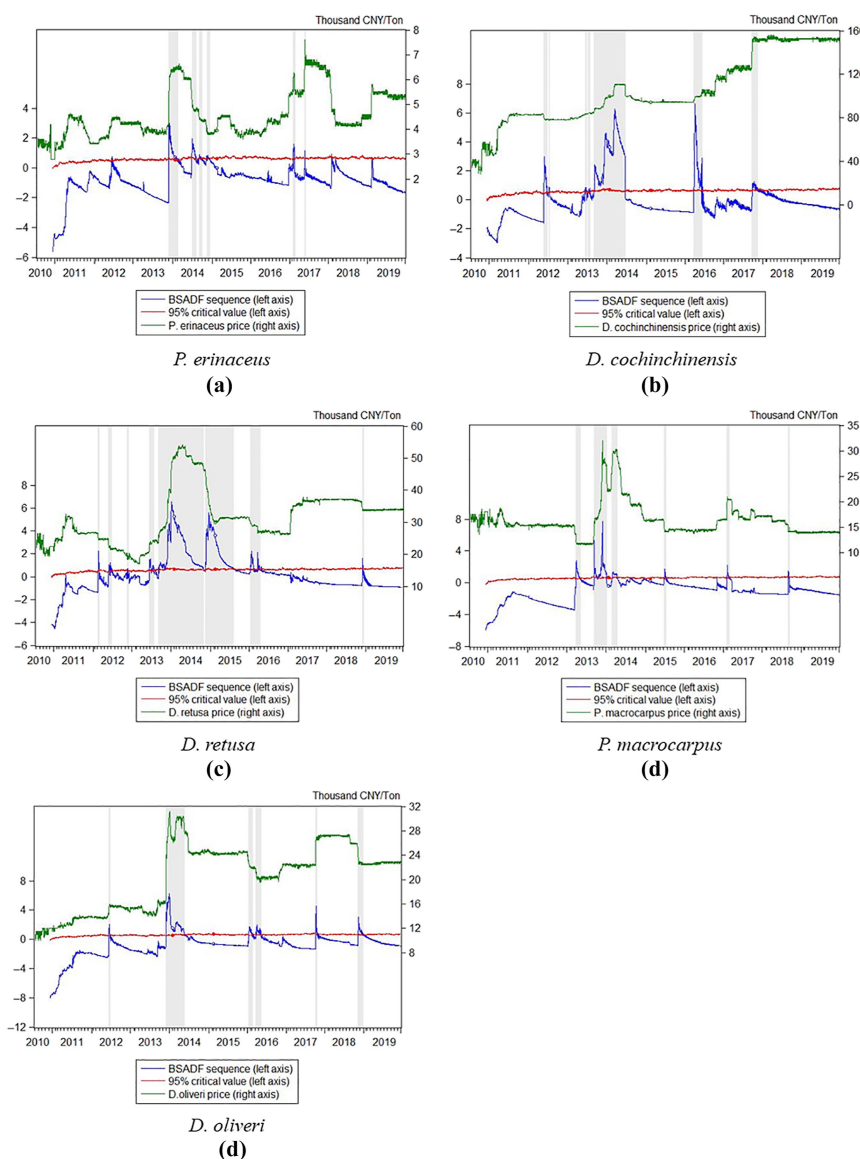 Thousand CNY/Ton
8
7
6
5
4
3
2
4
2
0
−2
−4
−6
2010 2011 2012 2013 2014 2015 2016 2017 2018 2019
BSADF sequence (left axis)
95% critical value (left axis)
P. erinaceus price (right axis)
P. erinaceus
(a)
Thousand CNY/Ton
160
120
80
40
0
8
6
4
2
0
−2
−4
2010 2011 2012 2013 2014 2015 2016 2017 2018 2019
BSADF sequence (left axis)
95% critical value (left axis)
D. cochinchinensis price (right axis)
D. cochinchinensis
(b)
Thousand CNY/Ton
60
50
40
30
20
10
8
6
4
2
0
−2
−4
−6
2010 2011 2012 2013 2014 2015 2016 2017 2018 2019
BSADF sequence (left axis)
95% critical value (left axis)
D. retusa price (right axis)
D. retusa
(c)
Thousand CNY/Ton
35
30
25
20
15
10
8
4
0
−4
−8
2010 2011 2012 2013 2014 2015 2016 2017 2018 2019
BSADF sequence (left axis)
95% critical value (left axis)
P. macrocarpus price (right axis)
P. macrocarpus
(d)
Thousand CNY/Ton
32
28
24
20
16
12
8
8
4
0
−4
−8
−12
2010 2011 2012 2013 2014 2015 2016 2017 2018 2019
BSADF sequence (left axis)
95% critical value (left axis)
D.oliveri price (right axis)
D. oliveri
(d)